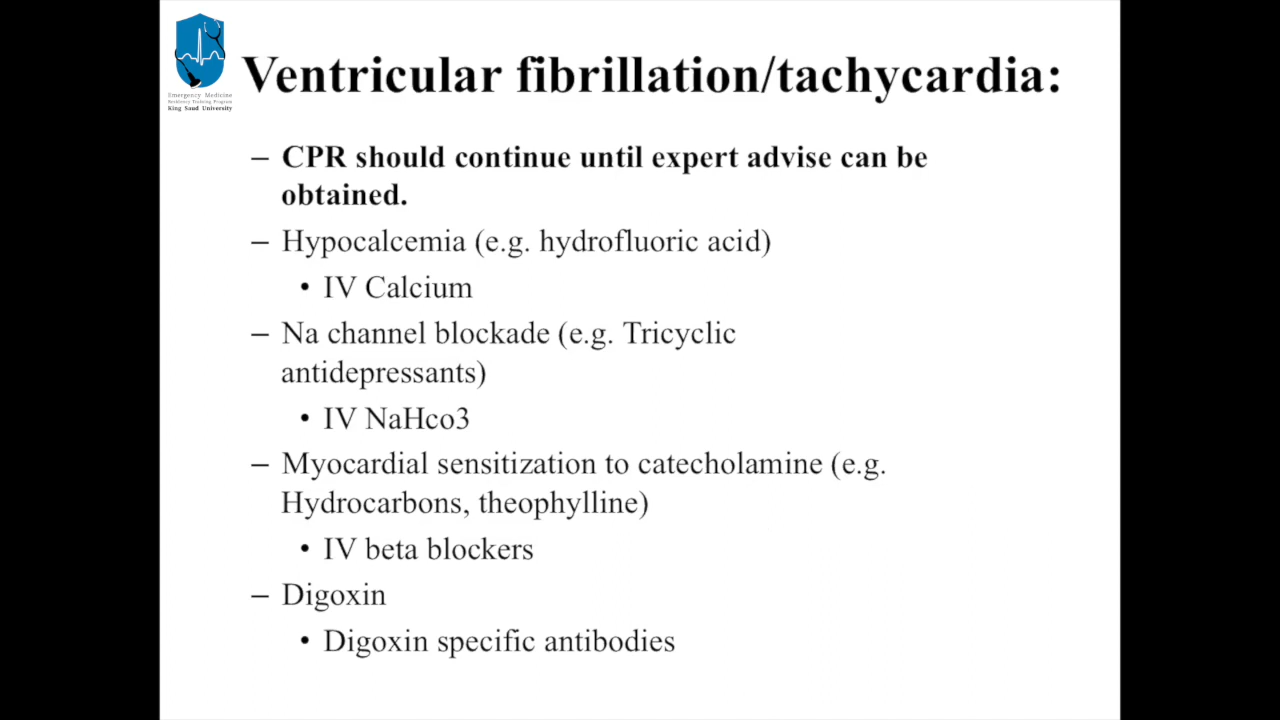 Emergency Medicine
Residency Training Program
King Saud University
Ventricular fibrillation/tachycardia:
– CPR should continue until expert advise can be
obtained.
– Hypocalcemia (e.g. hydrofluoric acid)
• IV Calcium
– Na channel blockade (e.g. Tricyclic
antidepressants)
• IV NaHco3
– Myocardial sensitization to catecholamine (e.g.
Hydrocarbons, theophylline)
• IV beta blockers
– Digoxin
• Digoxin specific antibodies